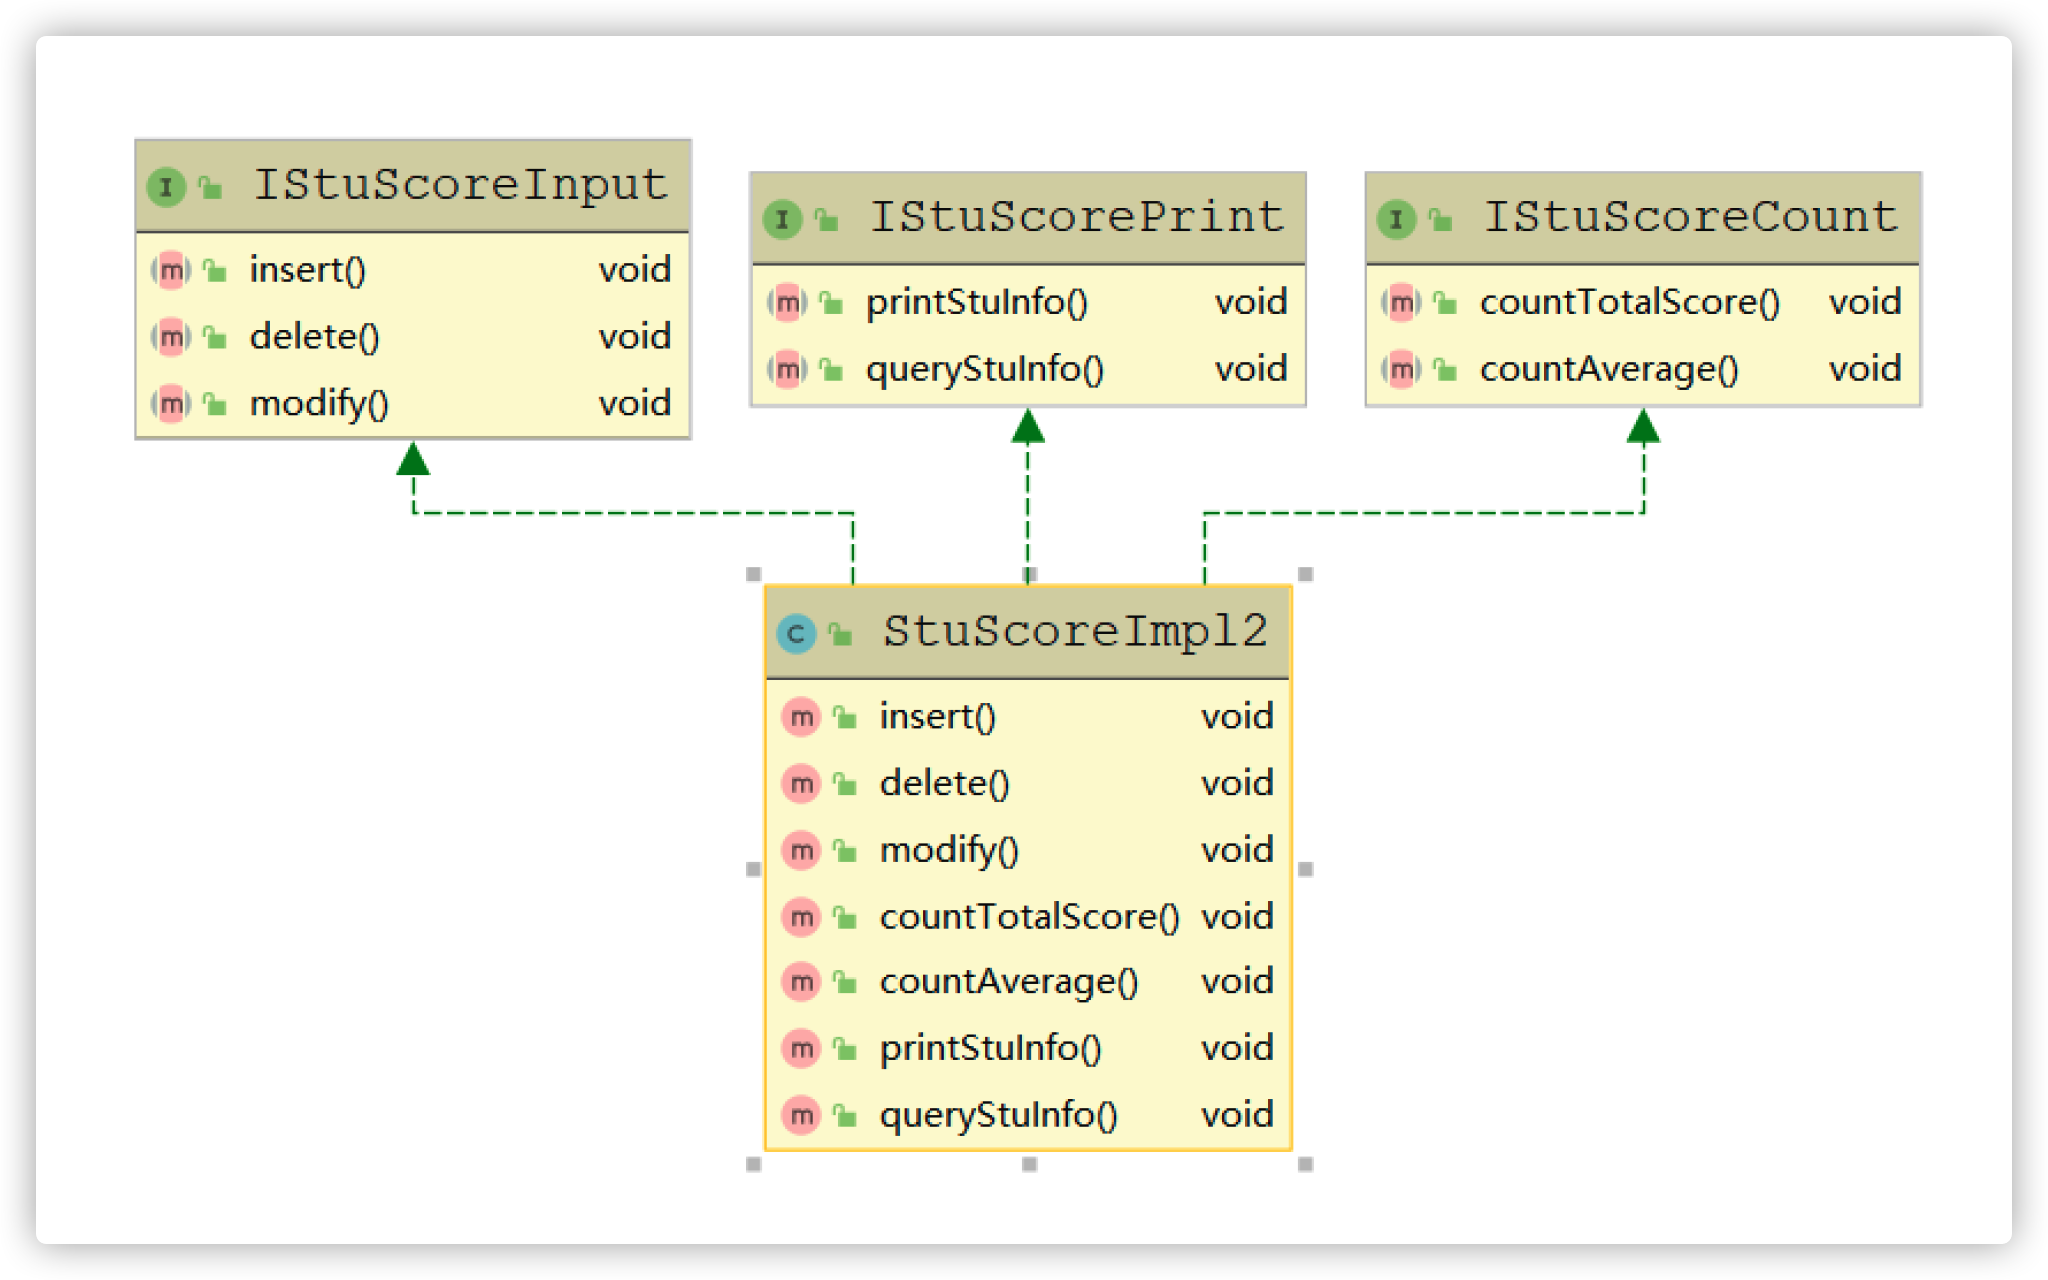 I IStuScoreInput
m insert() void
m delete() void
m modify() void
I IStuScorePrint
m printStuInfo() void
m queryStuInfo() void
I IStuScoreCount
m countTotalScore() void
m countAverage() void
C StuScoreImpl2
m insert() void
m delete() void
m modify() void
m countTotalScore() void
m countAverage() void
m printStuInfo() void
m queryStuInfo() void